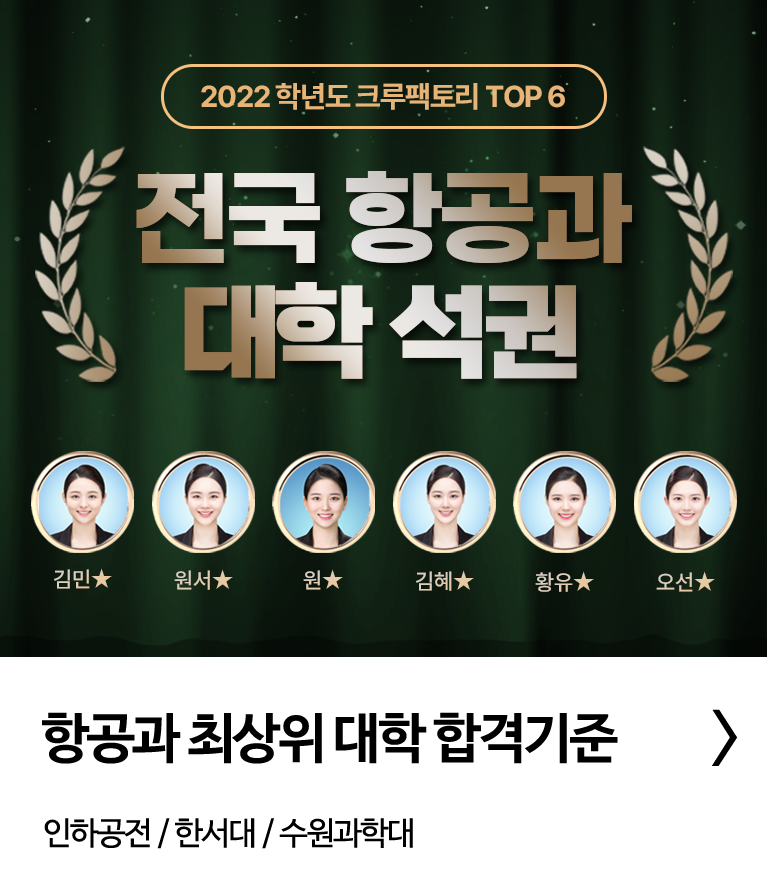 2022 학년도 크루팩토리 TOP 6
전국 항공과
대학 석권
김민★ 원서★ 원★ 김혜★ 황유★ 오선★
항공과 최상위 대학 합격기준
인하공전 / 한서대 / 수원과학대